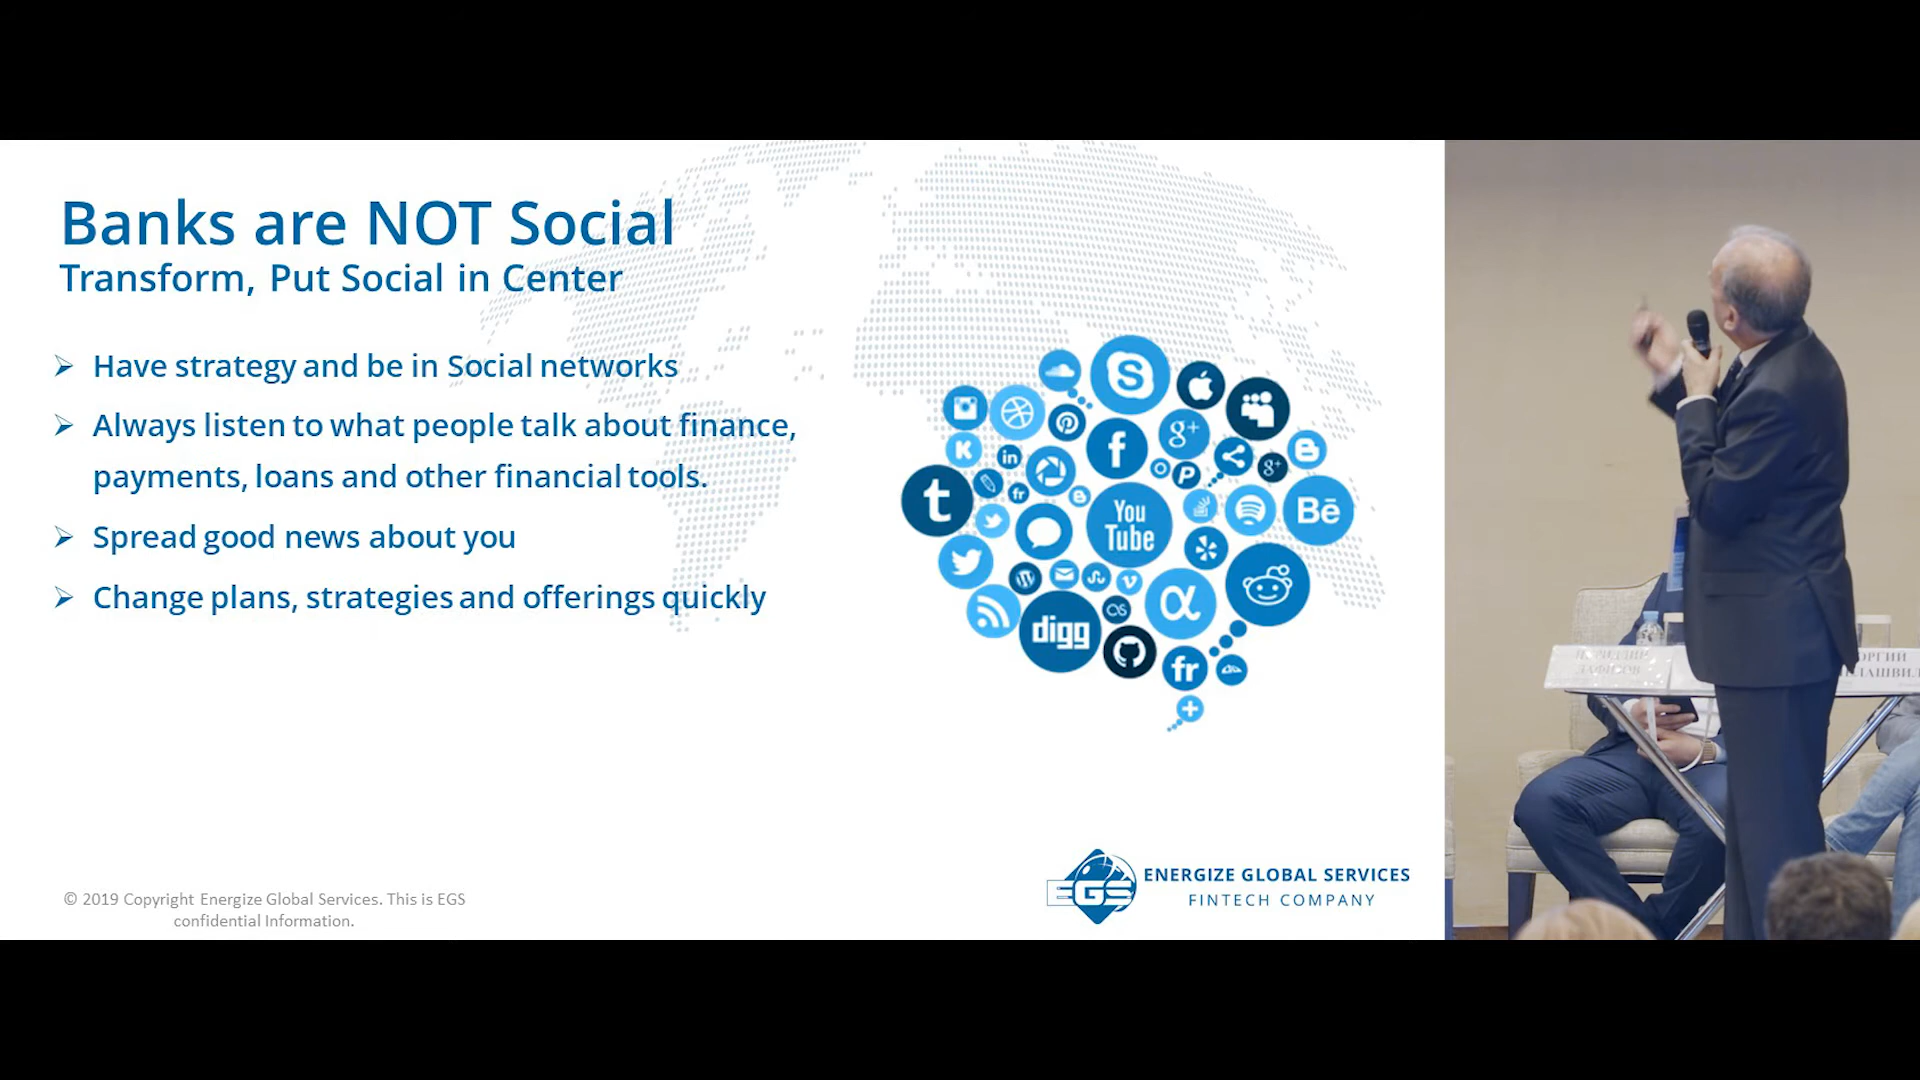 Banks are NOT Social
Transform, Put Social in Center
Have strategy and be in Social networks
Always listen to what people talk about finance,
payments, loans and other financial tools.
Spread good news about you
Change plans, strategies and offerings quickly
You
Tube
f
g+
g+
in
fr
t
Bē
K
digg
fr
EGS
ENERGIZE GLOBAL SERVICES
FINTECH COMPANY
© 2019 Copyright Energize Global Services. This is EGS
confidential Information.